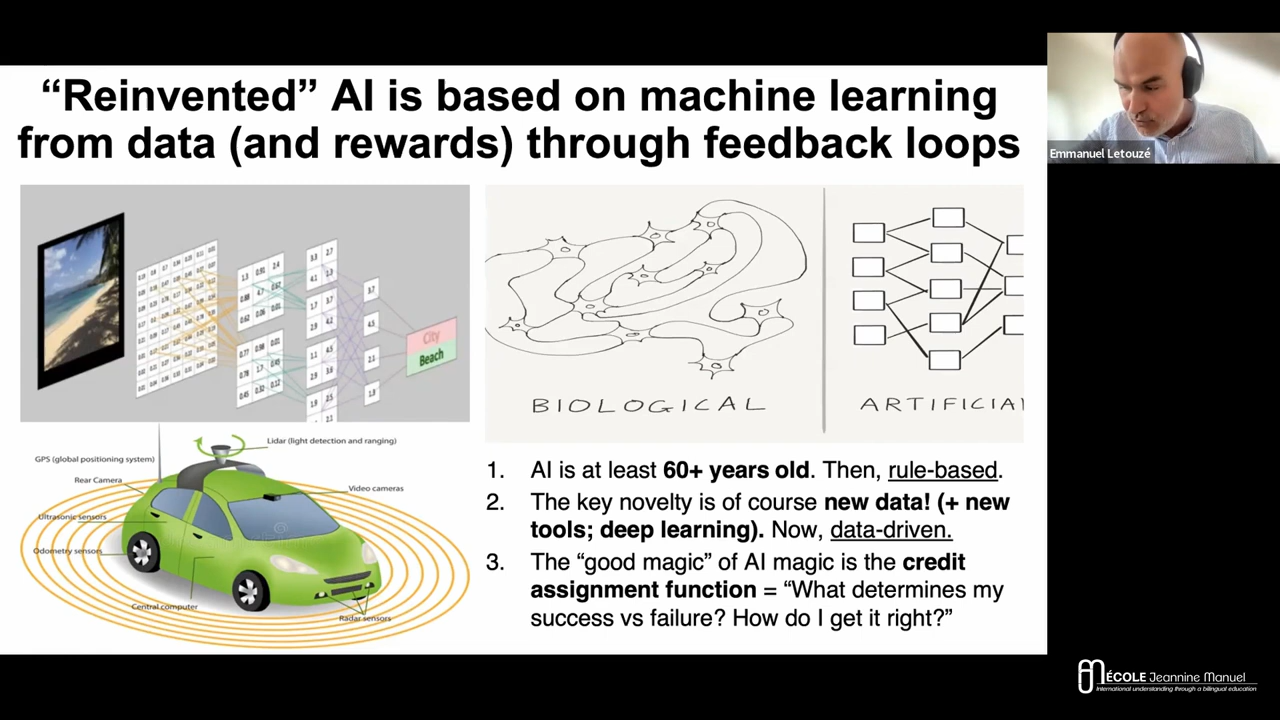 “Reinvented” AI is based on machine learning
from data (and rewards) through feedback loops
Emmanuel Letouzé
City
Beach
BIOLOGICAL
ARTIFICIA
Lidar (light detection and ranging)
GPS (global positioning system)
Rear Camera
Video cameras
Ultrasonic sensors
Odometry sensors
Central computer
Radar sensors
1. AI is at least 60+ years old. Then, rule-based.
2. The key novelty is of course new data! (+ new
tools; deep learning). Now, data-driven.
3. The “good magic” of AI magic is the credit
assignment function = “What determines my
success vs failure? How do I get it right?”
ÉCOLE Jeannine Manuel
International understanding through a bilingual education